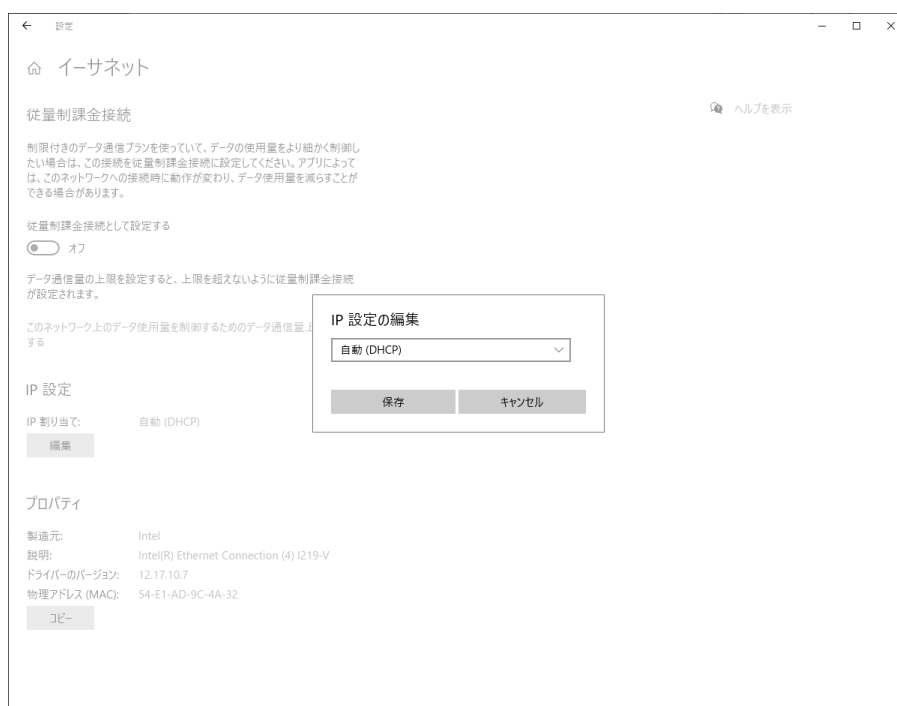 設定
イーサネット
従量制課金接続
ヘルプを表示
制限付きのデータ通信プランを使っていて、データの使用量をより細かく制御し
たい場合は、この接続を従量制課金接続に設定してください。アプリによって
は、このネットワークへの接続時に動作が変わり、データ使用量を減らすことが
できる場合があります。
従量制課金接続として設定する
オフ
データ通信量の上限を設定すると、上限を超えないように従量制課金接続
が設定されます。
このネットワーク上のデータ使用量を制御するためのデータ通信量上
する
IP 設定の編集
自動 (DHCP)
保存 キャンセル
IP 設定
IP 割り当て: 自動 (DHCP)
編集
プロパティ
製造元: Intel
説明: Intel(R) Ethernet Connection (4) I219-V
ドライバーのバージョン: 12.17.10.7
物理アドレス (MAC): 54-E1-AD-9C-4A-32
コピー